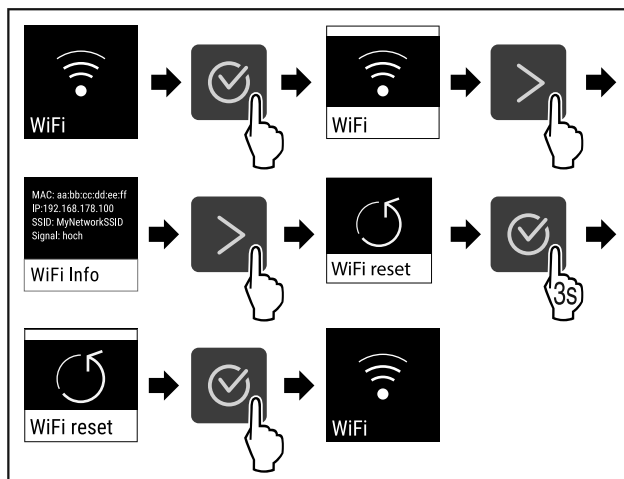 WiFi
WiFi
MAC: aa:bb:cc:dd:ee:ff
IP:192.168.178.100
SSID: MyNetworkSSID
Signal: hoch
WiFi Info
WiFi reset
3s
WiFi reset
WiFi